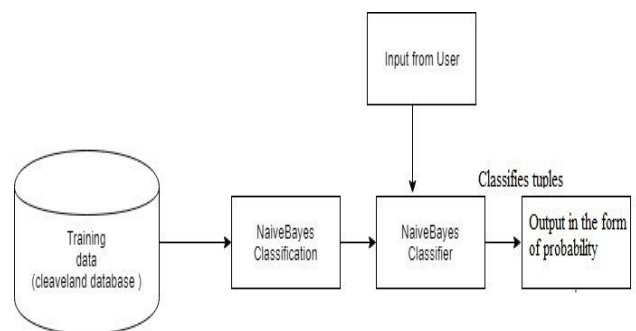 Input from User
Classifies tuples
Training
data
(cleaveland database )
NaiveBayes
Classification
NaiveBayes
Classifier
Output in the form
of probability